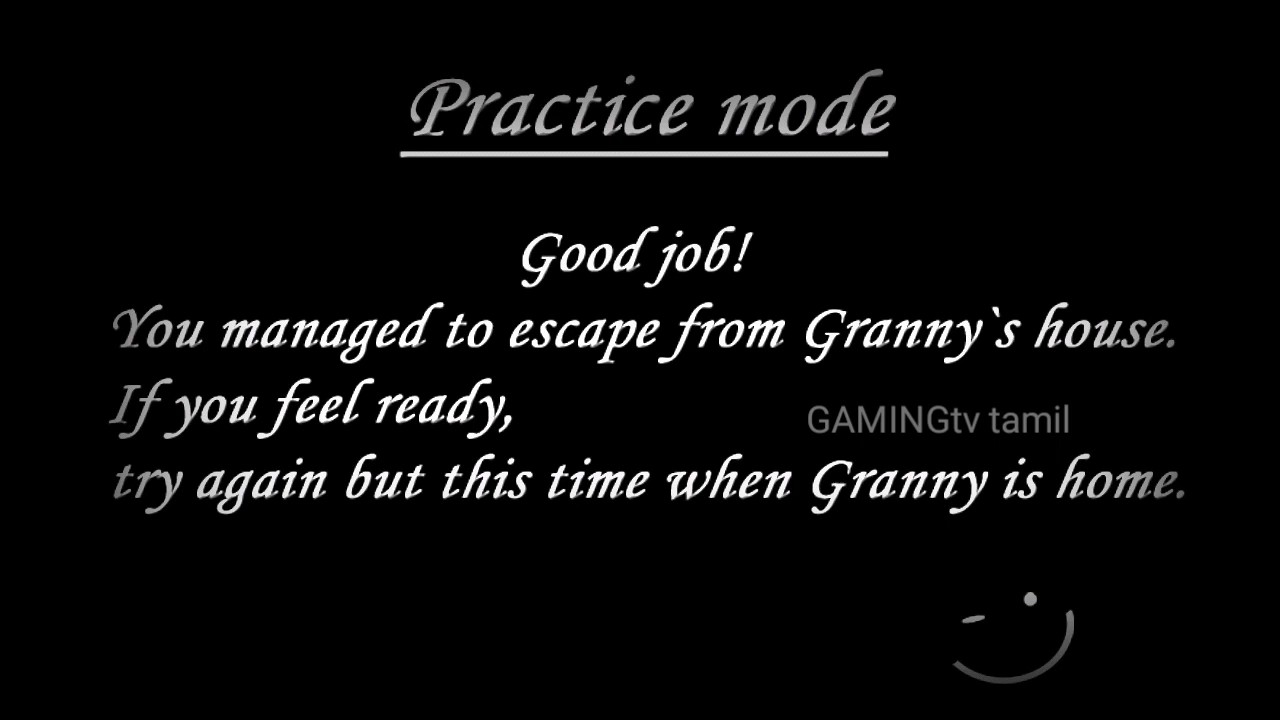 Practice mode
Good job!
You managed to escape from Granny`s house.
If you feel ready,
GAMINGtv tamil
try again but this time when Granny is home.